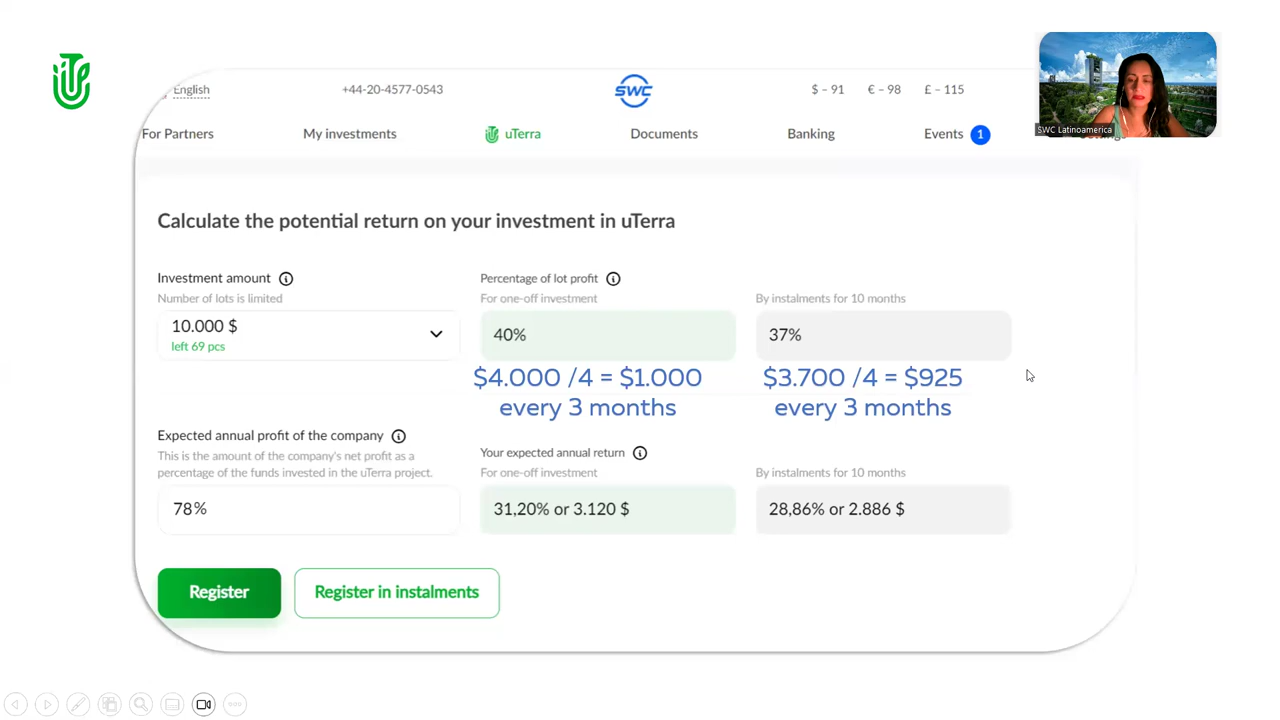 English
+44-20-4577-0543
SWC
$ – 91
€ – 98
£ – 115
SWC Latinoamerica
For Partners
My investments
uTerra
Documents
Banking
Events 1
Calculate the potential return on your investment in uTerra
Investment amount
Number of lots is limited
10.000 $
left 69 pcs
Percentage of lot profit
For one-off investment
40%
$4.000 /4 = $1.000
every 3 months
By instalments for 10 months
37%
$3.700 /4 = $925
every 3 months
Expected annual profit of the company
This is the amount of the company's net profit as a
percentage of the funds invested in the uTerra project.
78%
Your expected annual return
For one-off investment
31,20% or 3.120 $
By instalments for 10 months
28,86% or 2.886 $
Register
Register in instalments